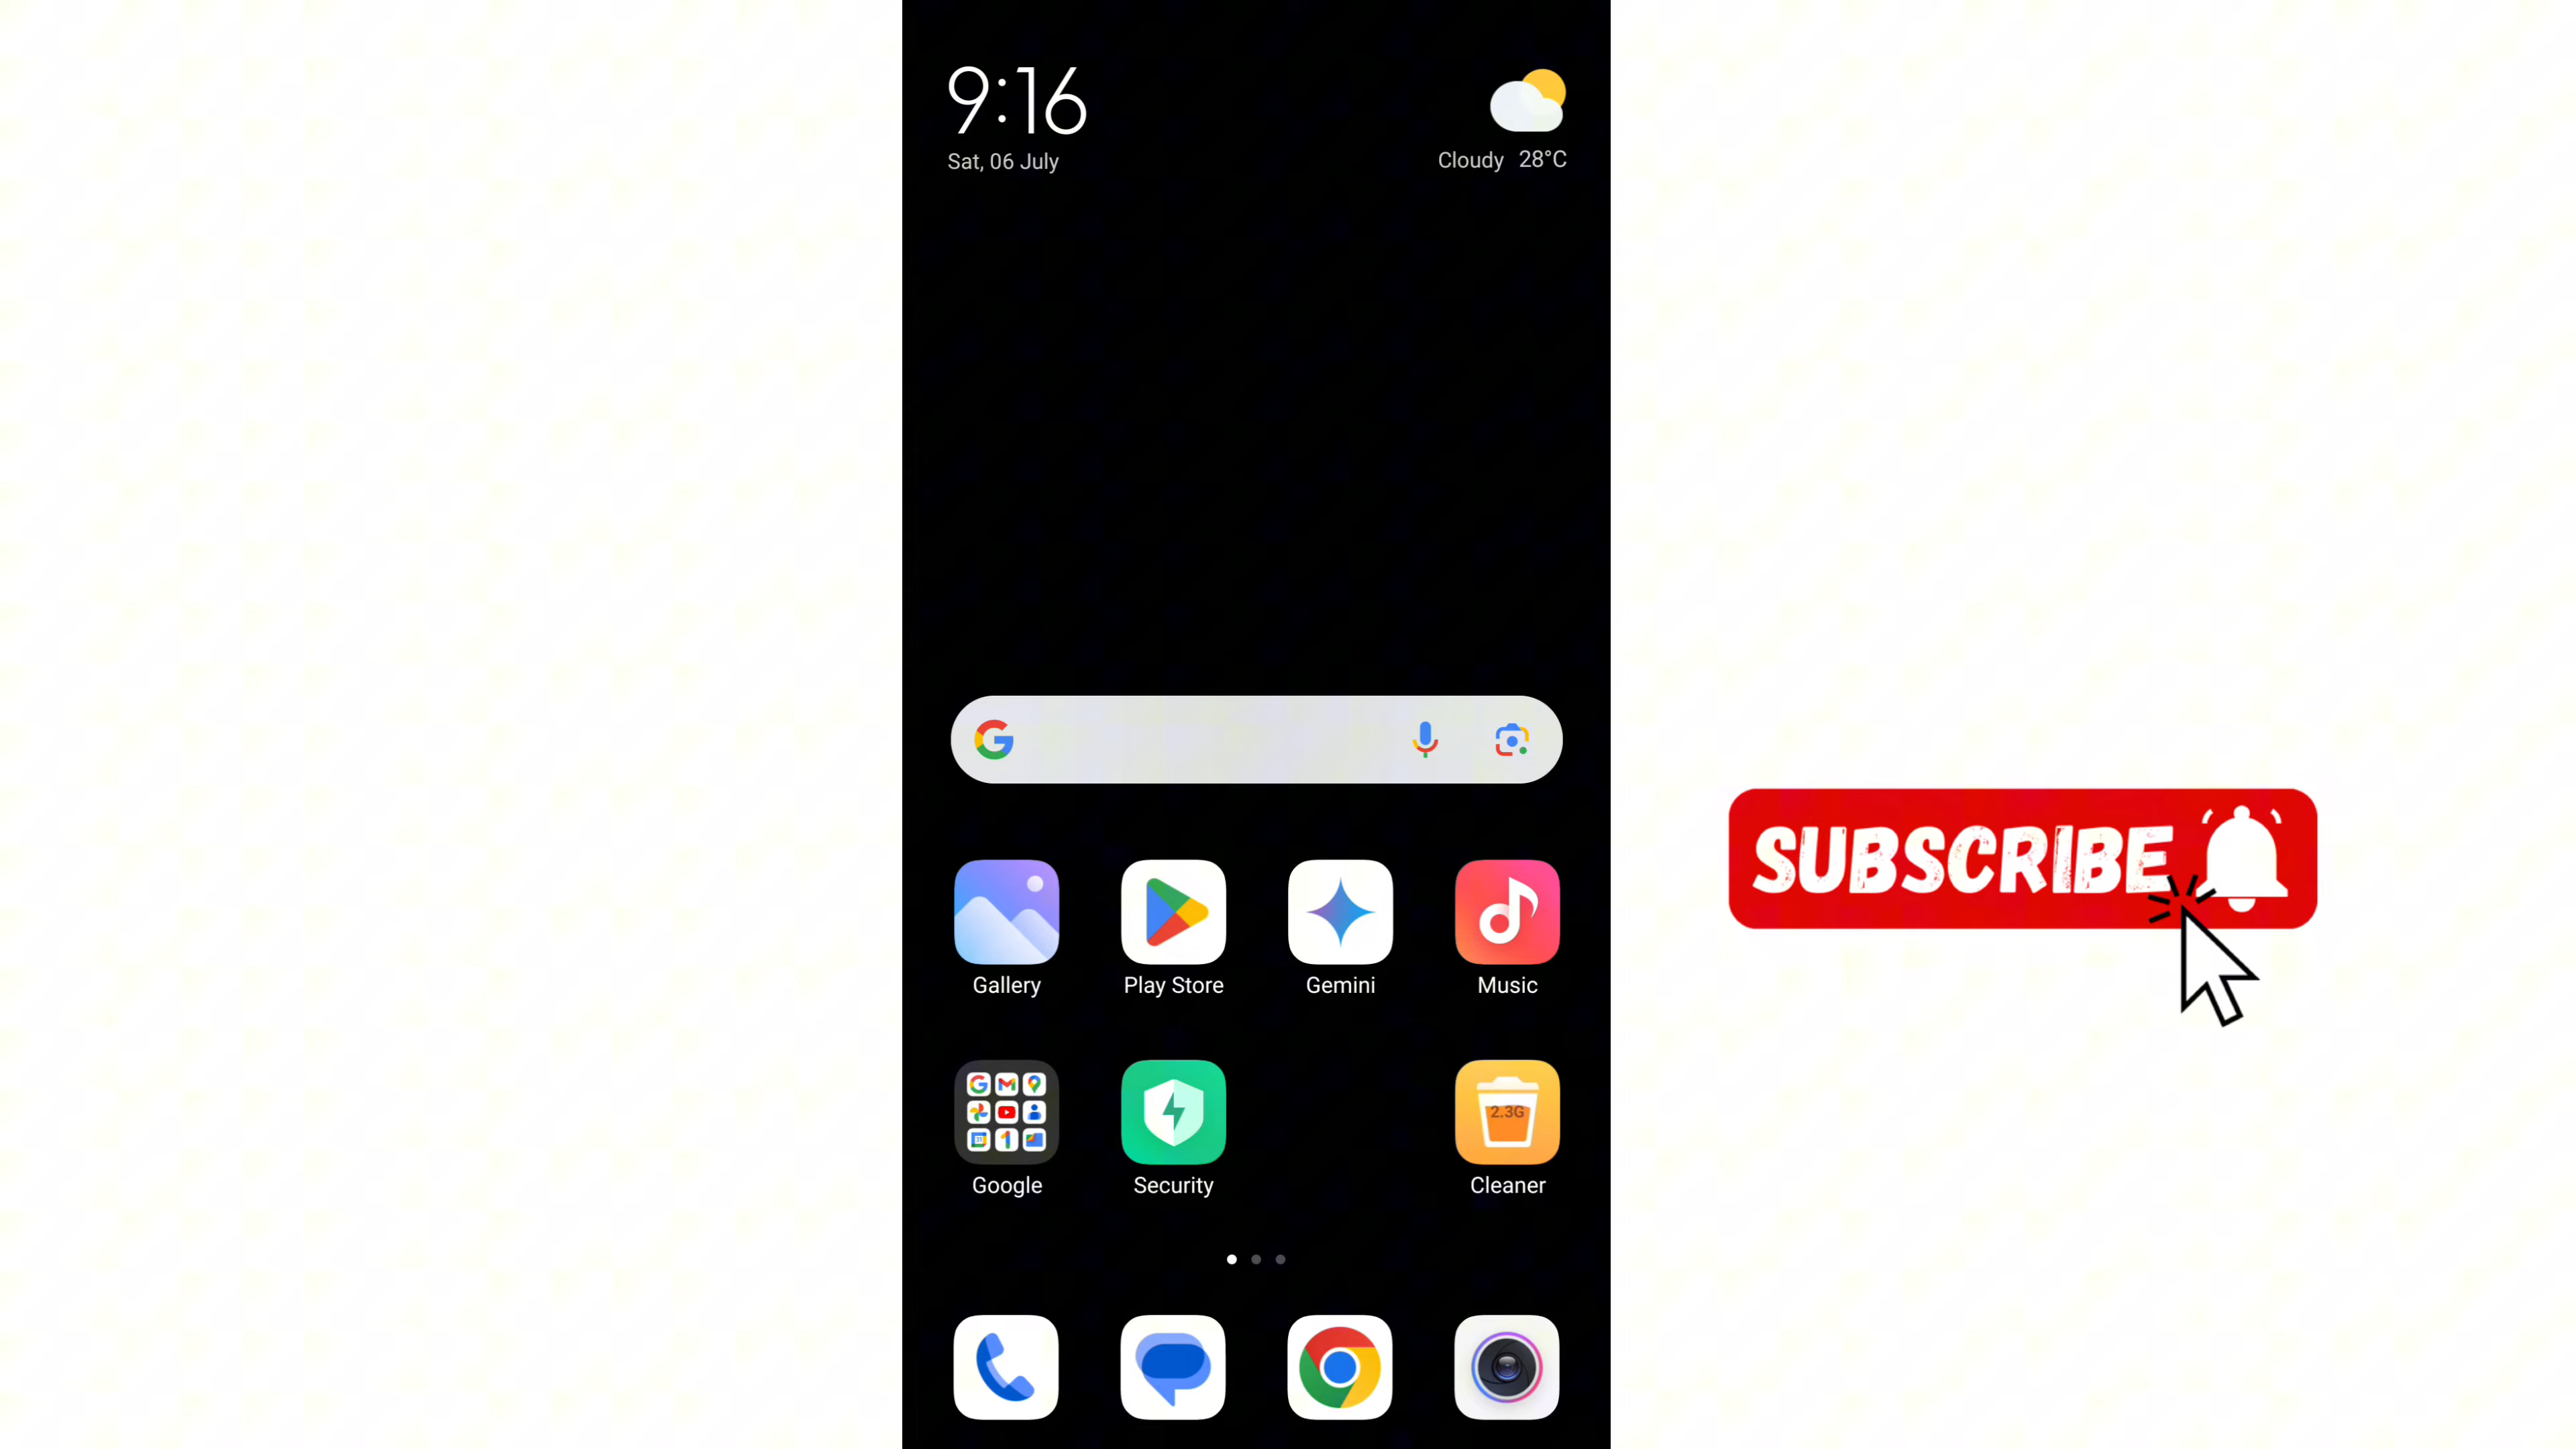 9:16
Sat, 06 July
Cloudy 28°C
Gallery
Play Store
Gemini
Music
2.3G
Google
Security
Cleaner
SUBSCRIBE